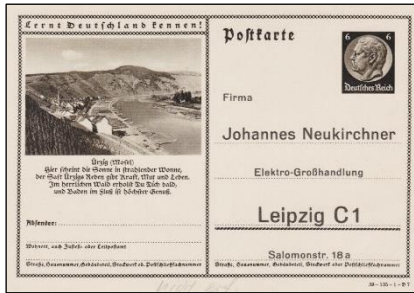 Lernt Deutschland kennen!
Ürzig (Mosel)
Hier scheint die Sonne in strahlender Wonne,
der Saft Ürzigs Reben gibt Kraft, Mut und Leben.
Im herrlichen Wald erholst Du Dich bald,
und Baden im Fluß ist höchster Genuß.
Absender:
Wohnort, auch Zustell- oder Leitpostamt
Straße, Hausnummer, Gebäudeteil, Stockwerk od. Postschließfachnummer
Postkarte
6 6
Deutsches Reich
Firma
Johannes Neukirchner
Elektro-Großhandlung
Leipzig C1
Salomonstr. 18a
Straße, Hausnummer, Gebäudeteil, Stockwerk oder Postschließfachnummer